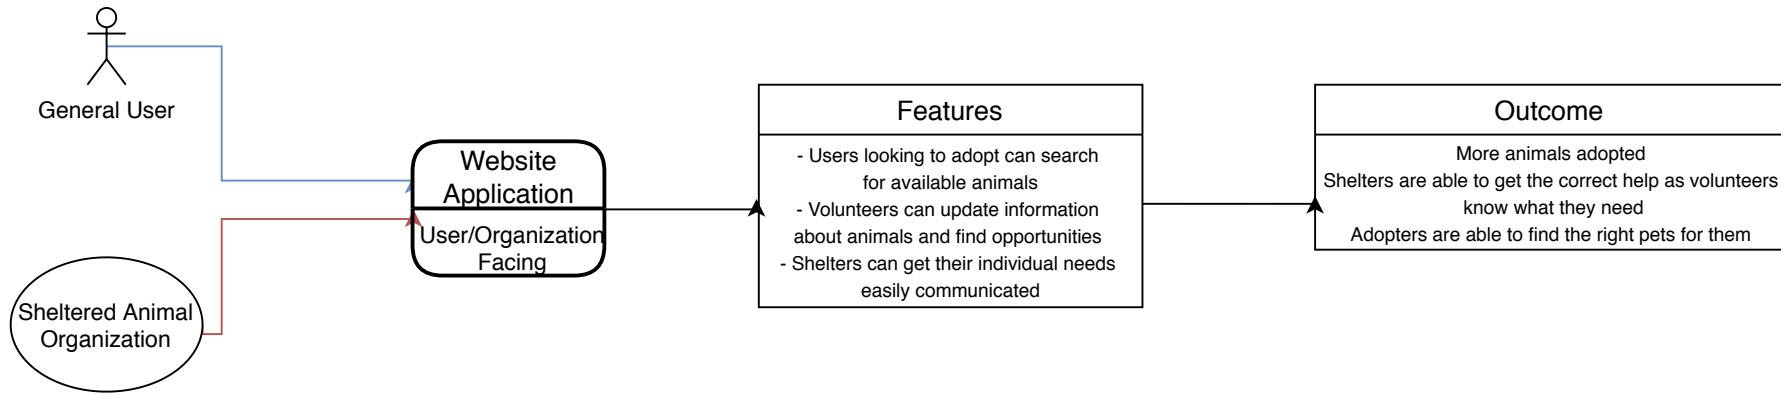 General User
Sheltered Animal
Organization
Website
Application
User/Organization
Facing
Features
- Users looking to adopt can search
for available animals
- Volunteers can update information
about animals and find opportunities
- Shelters can get their individual needs
easily communicated
Outcome
More animals adopted
Shelters are able to get the correct help as volunteers
know what they need
Adopters are able to find the right pets for them